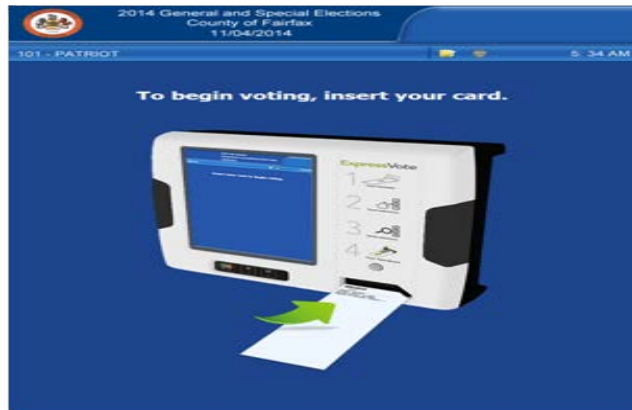 2014 General and Special Elections
County of Fairfax
11/04/2014
101 - PATRIOT
5:34 AM
To begin voting, insert your card.
ExpressVote
1
2
3
4